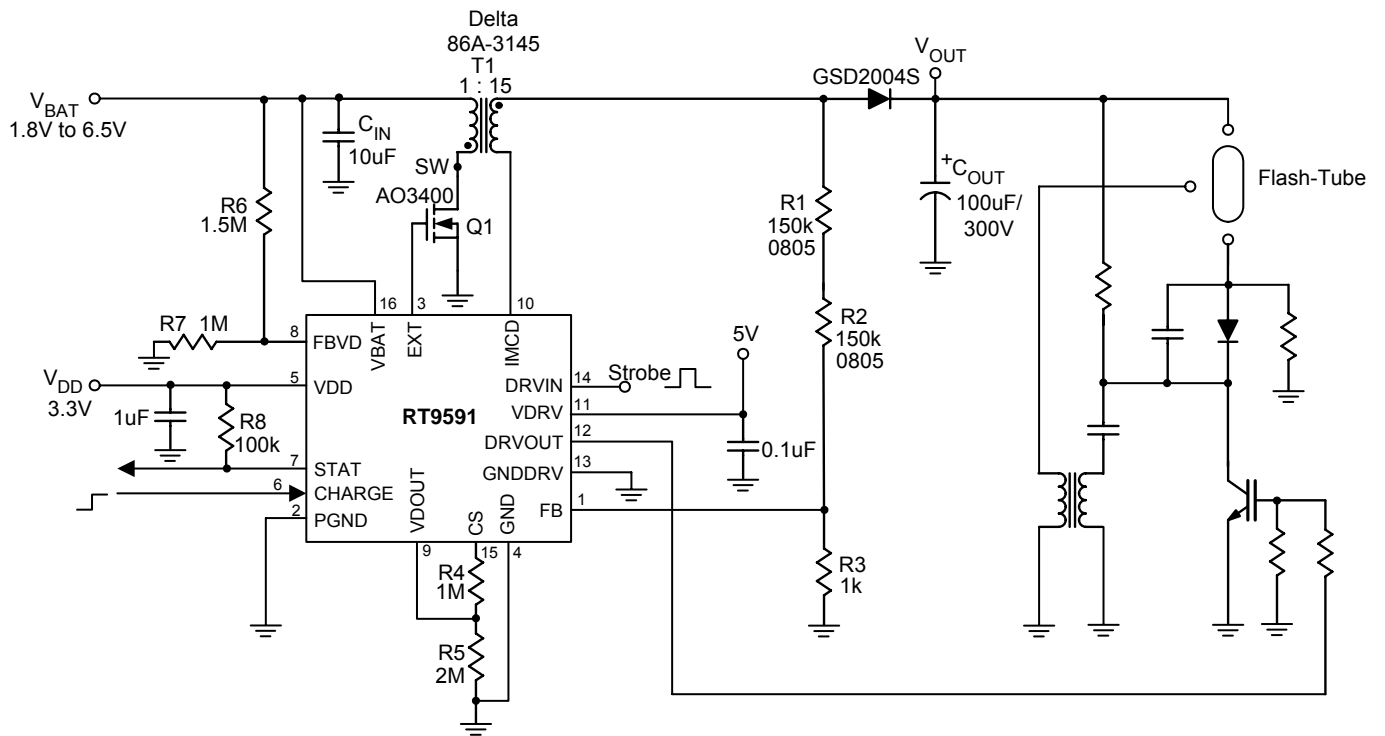 Delta
86A-3145
T1
1 : 15
V_OUT
GSD2004S
V_BAT
1.8V to 6.5V
C_IN
10uF
SW
AO3400
Q1
R6
1.5M
R1
150k
0805
+C_OUT
100uF/
300V
Flash-Tube
R2
150k
0805
R7 1M
8
FBVD
16
VBAT
3
EXT
10
IMCD
5V
V_DD
3.3V
5
VDD
14
DRVIN
Strobe
11
VDRV
1uF
R8
100k
RT9591
12
DRVOUT
0.1uF
7
STAT
13
GNDDRV
6
CHARGE
2
PGND
1
FB
VDOUT
9
CS
15
GND
4
R4
1M
R3
1k
R5
2M